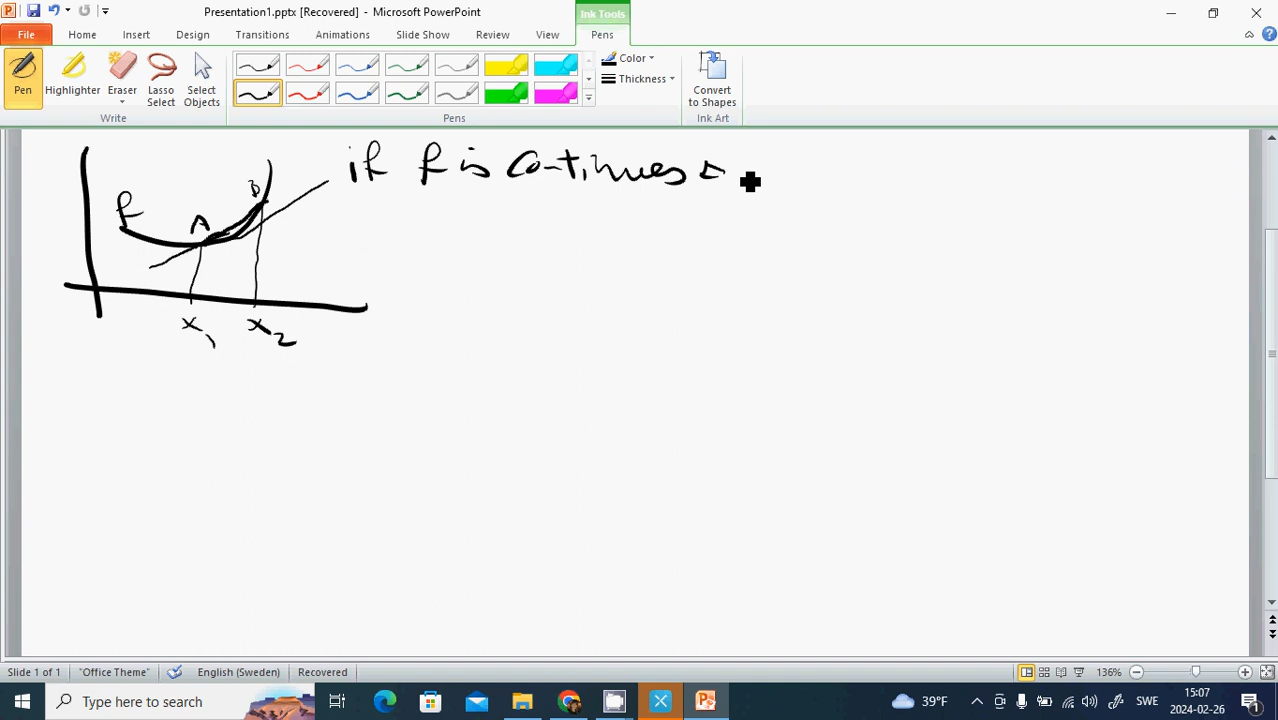 Presentation1.pptx [Recovered] - Microsoft PowerPoint
Ink Tools
File Home Insert Design Transitions Animations Slide Show Review View Pens
Pen Highlighter Eraser Lasso Select Select Objects
Color
Thickness
Convert to Shapes
Write Pens Ink Art
if f is continues
f A B
x1 x2
Slide 1 of 1 "Office Theme" English (Sweden) Recovered 136%
Type here to search 39°F SWE 15:07
2024-02-26 1